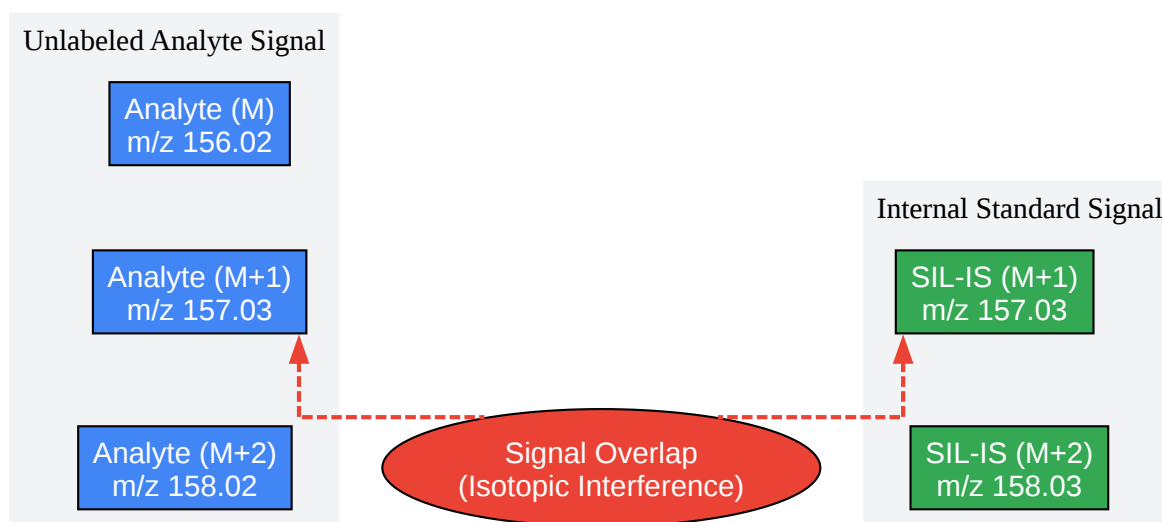 Unlabeled Analyte Signal
Analyte (M)
m/z 156.02
Analyte (M+1)
m/z 157.03
Analyte (M+2)
m/z 158.02
Signal Overlap
(Isotopic Interference)
Internal Standard Signal
SIL-IS (M+1)
m/z 157.03
SIL-IS (M+2)
m/z 158.03